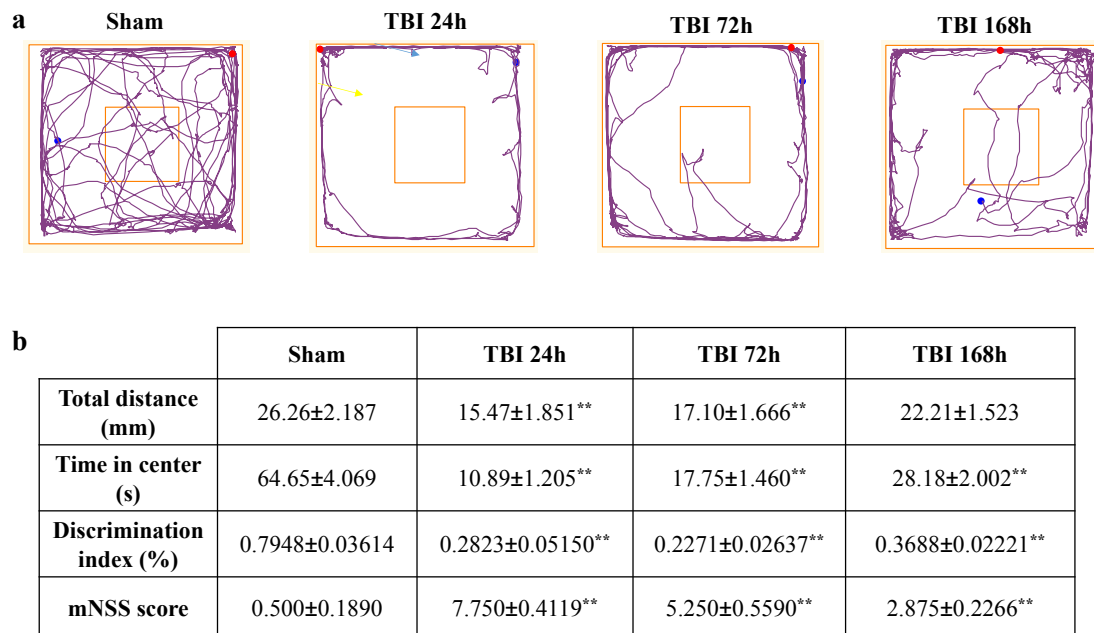 a
Sham
TBI 24h
TBI 72h
TBI 168h
b
Sham TBI 24h TBI 72h TBI 168h
Total distance
(mm)
26.26±2.187 15.47±1.851** 17.10±1.666** 22.21±1.523
Time in center
(s)
64.65±4.069 10.89±1.205** 17.75±1.460** 28.18±2.002**
Discrimination
index (%)
0.7948±0.03614 0.2823±0.05150** 0.2271±0.02637** 0.3688±0.02221**
mNSS score 0.500±0.1890 7.750±0.4119** 5.250±0.5590** 2.875±0.2266**